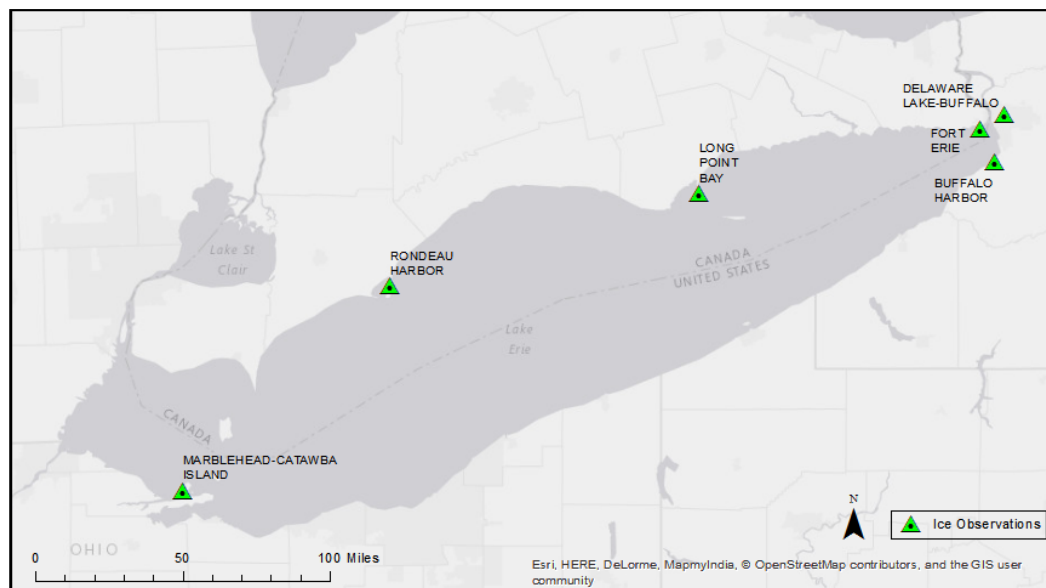 DELAWARE
LAKE-BUFFALO
FORT
ERIE
LONG
POINT
BAY
BUFFALO
HARBOR
Lake St
Clair
RONDEAU
HARBOR
CANADA
UNITED STATES
Lake
Erie
CANADA
MARBLEHEAD-CATAWBA
ISLAND
N
Ice Observations
OHIO
0 50 100 Miles
Esri, HERE, DeLorme, MapmyIndia, © OpenStreetMap contributors, and the GIS user
community